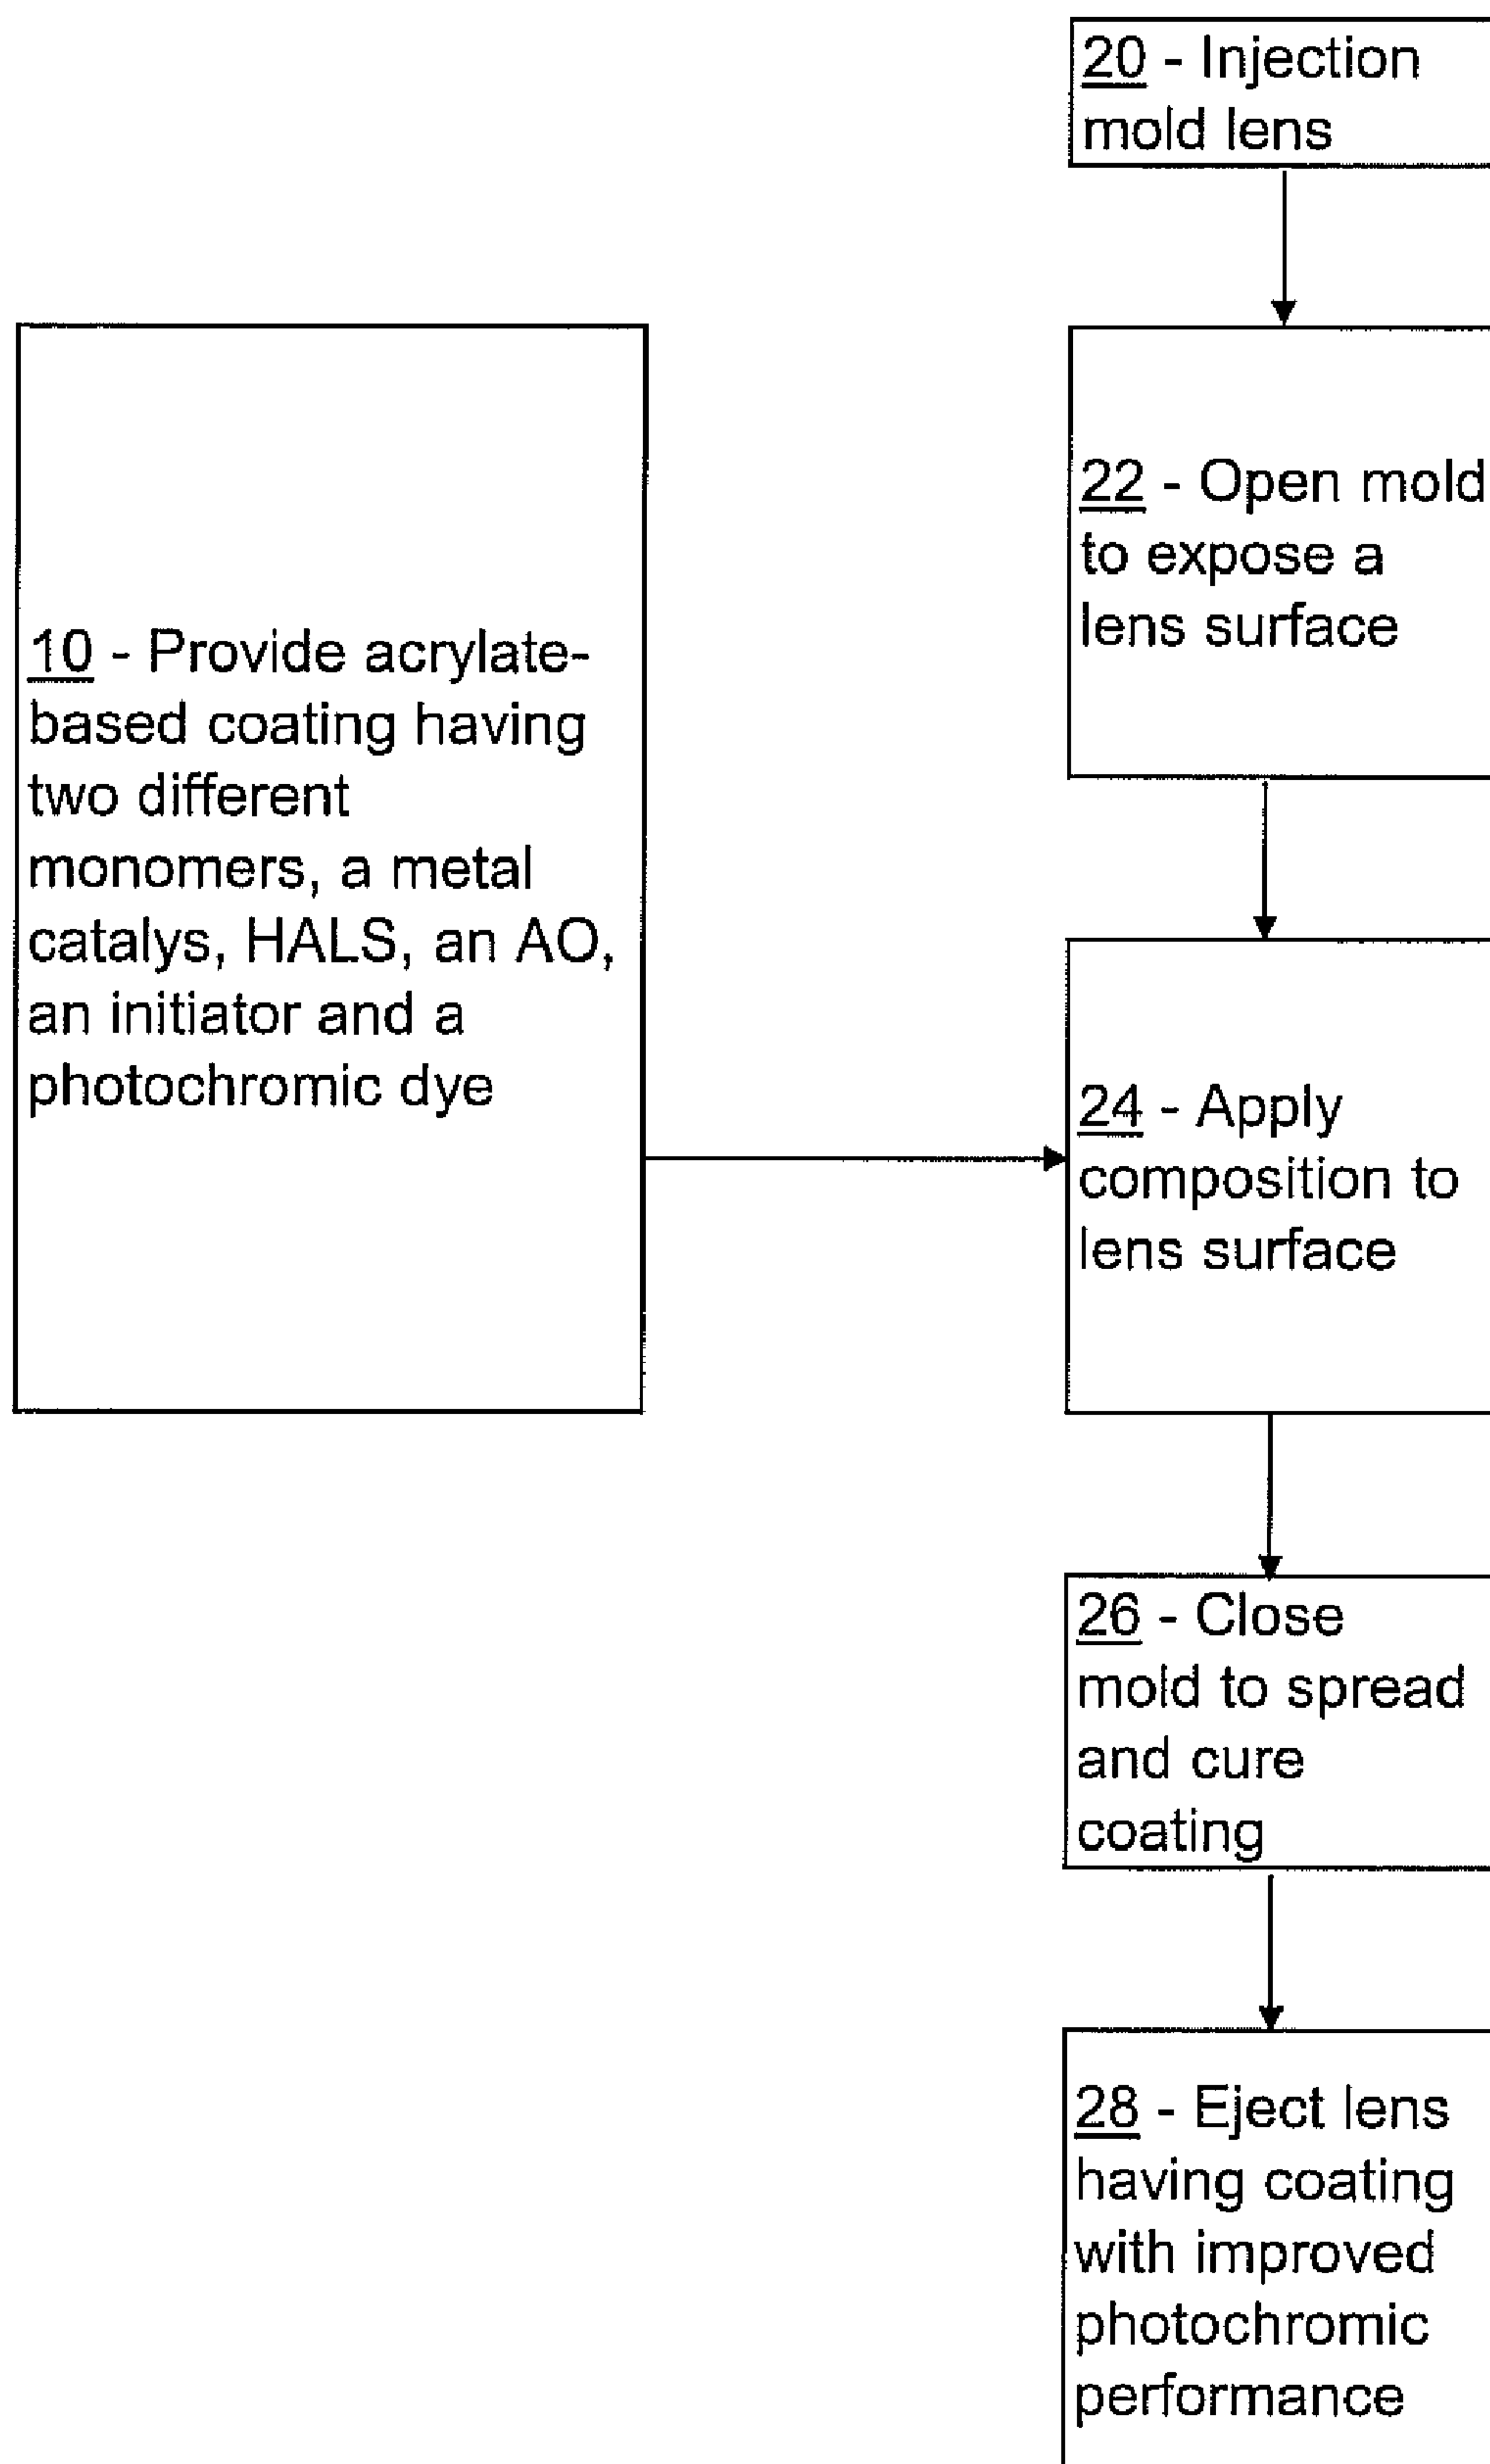 20 - Injection
mold lens
22 - Open mold
to expose a
lens surface
10 - Provide acrylate-
based coating having
two different
monomers, a metal
catalys, HALS, an AO,
an initiator and a
photochromic dye
24 - Apply
composition to
lens surface
26 - Close
mold to spread
and cure
coating
28 - Eject lens
having coating
with improved
photochromic
performance